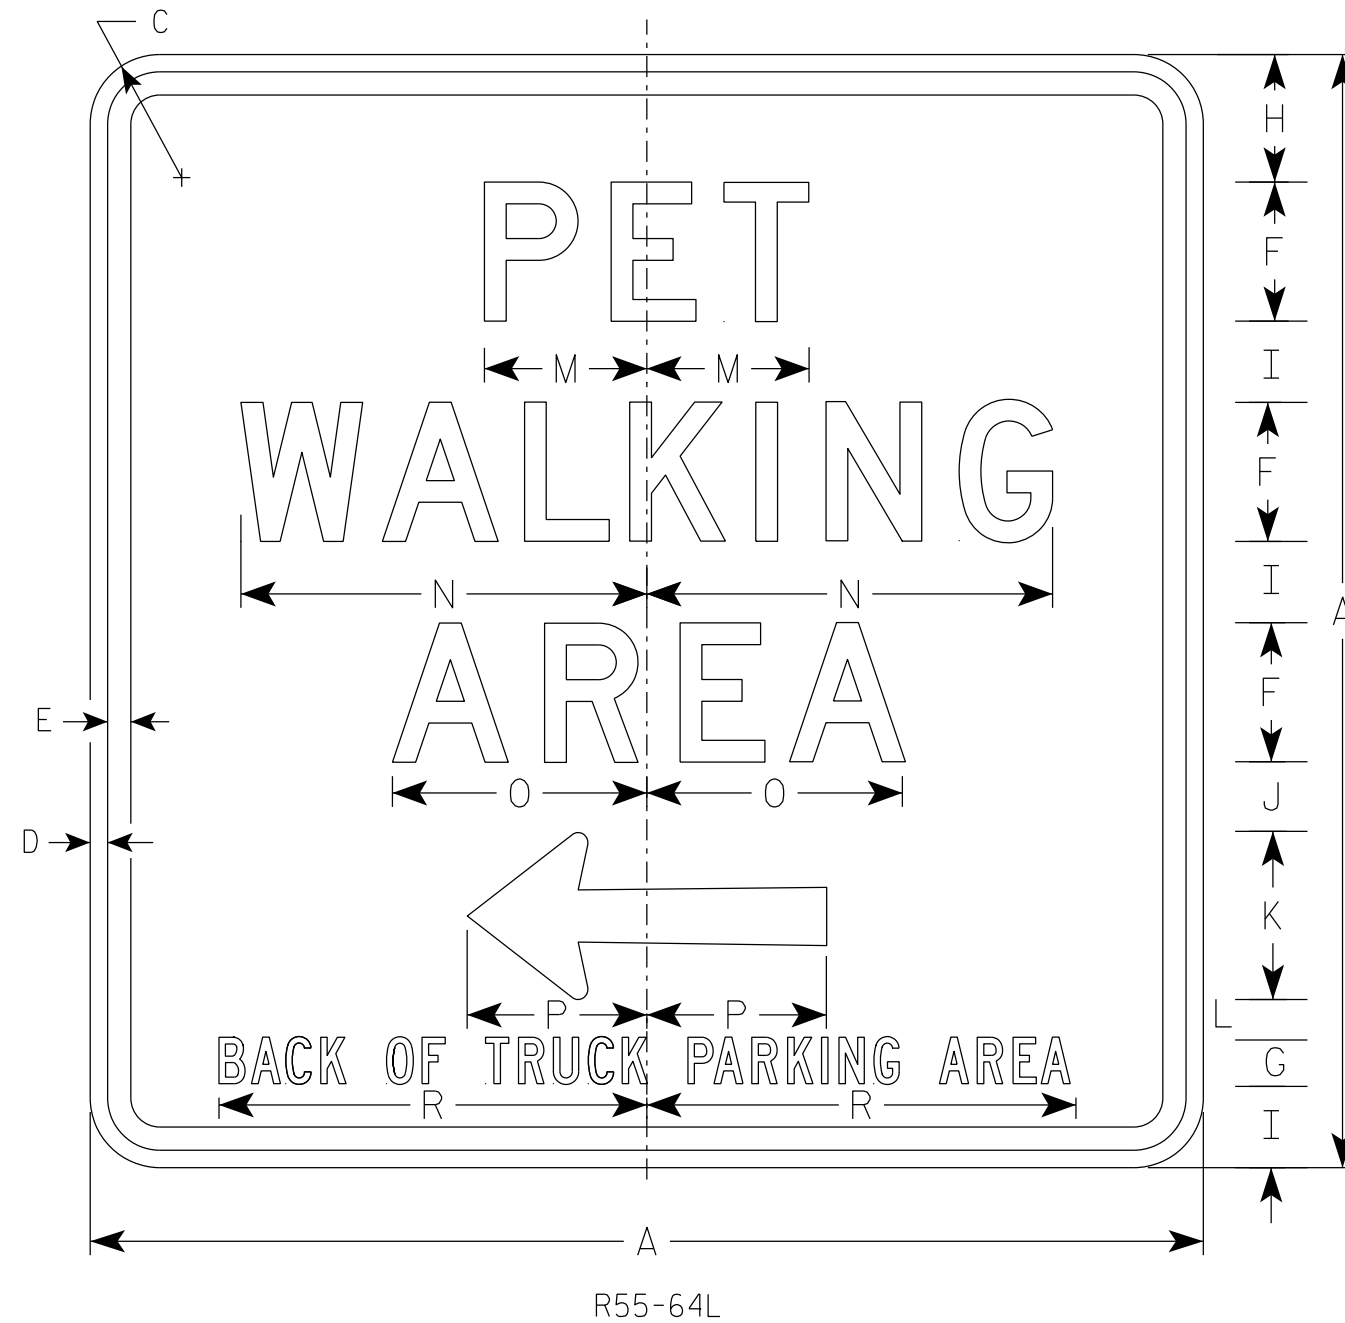 C
H
PET
F
M M
I
WALKING
F
N N
I
A
AREA
F
E
O O
J
D
K
P P
L
BACK OF TRUCK PARKING AREA
G
R R
I
A
R55-64L